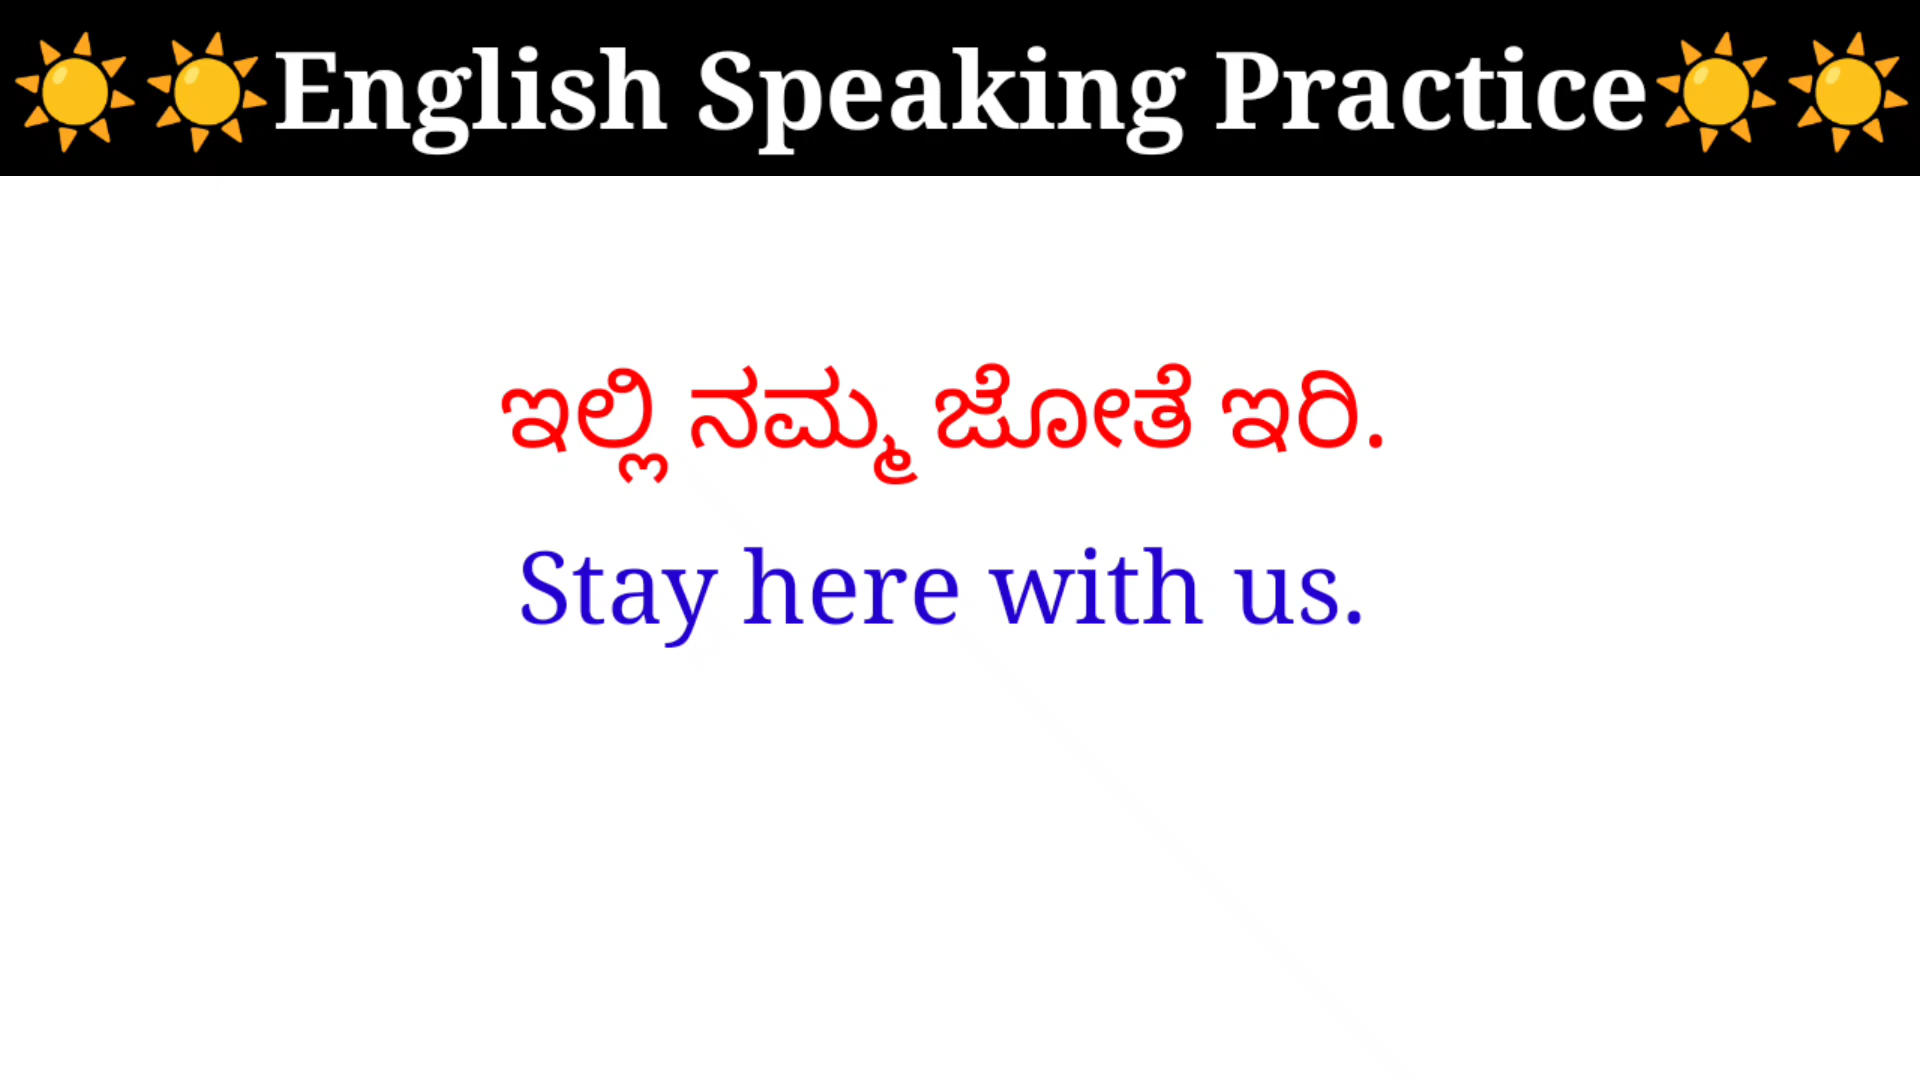 ☀️☀️English Speaking Practice☀️☀️
ಇಲ್ಲಿ ನಮ್ಮ ಜೋತೆ ಇರಿ.
Stay here with us.